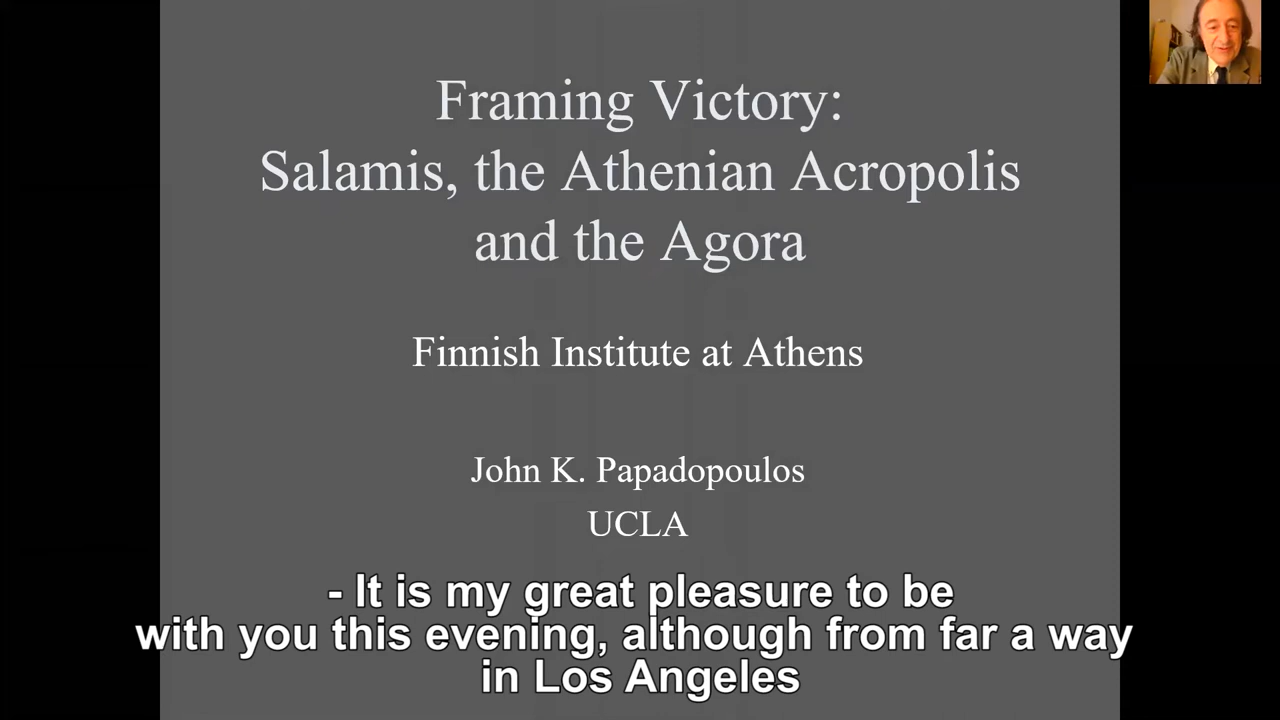 Framing Victory:
Salamis, the Athenian Acropolis
and the Agora
Finnish Institute at Athens
John K. Papadopoulos
UCLA
- It is my great pleasure to be
with you this evening, although from far a way
in Los Angeles